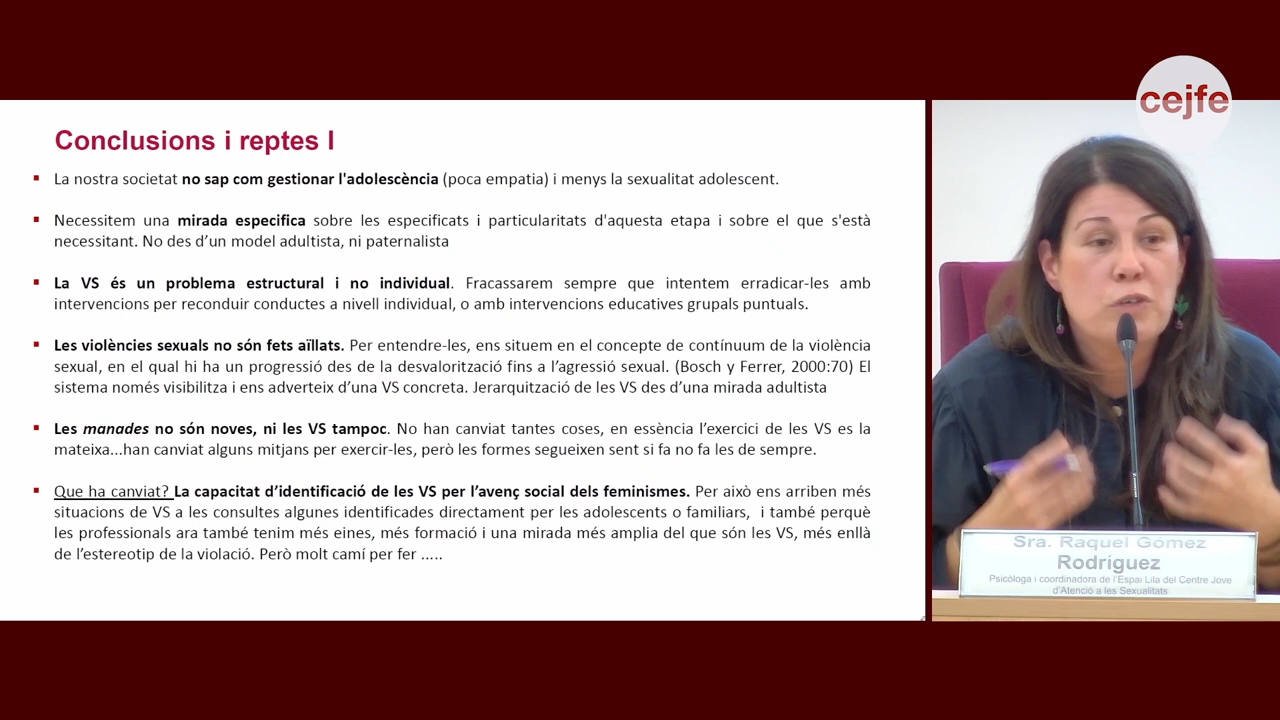 cejfe
Conclusions i reptes I
La nostra societat no sap com gestionar l'adolescència (poca empatia) i menys la sexualitat adolescent.
Necessitem una mirada especifica sobre les especificats i particularitats d'aquesta etapa i sobre el que s'està
necessitant. No des d’un model adultista, ni paternalista
La VS és un problema estructural i no individual. Fracassarem sempre que intentem erradicar-les amb
intervencions per reconduir conductes a nivell individual, o amb intervencions educatives grupals puntuals.
Les violències sexuals no són fets aïllats. Per entendre-les, ens situem en el concepte de contínuum de la violència
sexual, en el qual hi ha un progressió des de la desvalorització fins a l’agressió sexual. (Bosch y Ferrer, 2000:70) El
sistema només visibilitza i ens adverteix d’una VS concreta. Jerarquització de les VS des d’una mirada adultista
Les manades no són noves, ni les VS tampoc. No han canviat tantes coses, en essència l’exercici de les VS es la
mateixa...han canviat alguns mitjans per exercir-les, però les formes segueixen sent si fa no fa les de sempre.
Que ha canviat? La capacitat d’identificació de les VS per l’avenç social dels feminismes. Per això ens arriben més
situacions de VS a les consultes algunes identificades directament per les adolescents o familiars, i també perquè
les professionals ara també tenim més eines, més formació i una mirada més amplia del que són les VS, més enllà
de l’estereotip de la violació. Però molt camí per fer .....
Sra. Raquel Gómez
Rodríguez
Psicòloga i coordinadora de l'Espai Lila del Centre Jove
d'Atenció a les Sexualitats